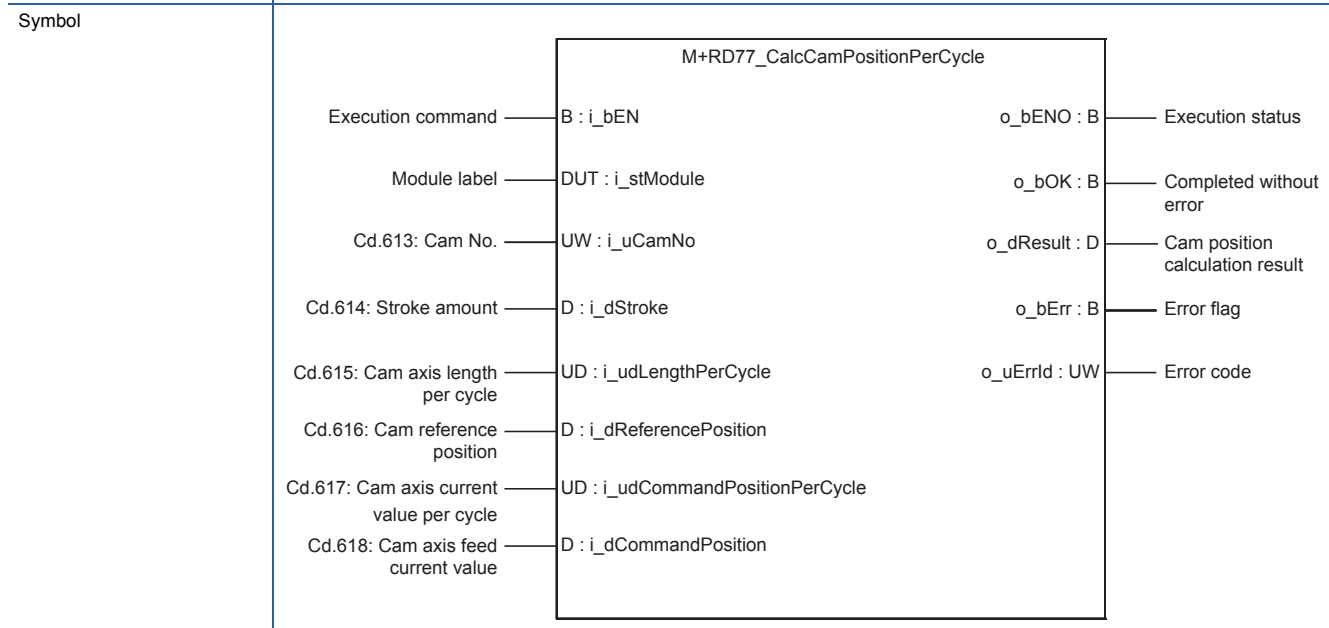 Symbol
M+RD77_CalcCamPositionPerCycle
Execution command
B : i_bEN
o_bENO : B
Execution status
Module label
DUT : i_stModule
o_bOK : B
Completed without
error
Cd.613: Cam No.
UW : i_uCamNo
o_dResult : D
Cam position
calculation result
Cd.614: Stroke amount
D : i_dStroke
o_bErr : B
Error flag
Cd.615: Cam axis length
per cycle
UD : i_udLengthPerCycle
o_uErrId : UW
Error code
Cd.616: Cam reference
position
D : i_dReferencePosition
Cd.617: Cam axis current
value per cycle
UD : i_udCommandPositionPerCycle
Cd.618: Cam axis feed
current value
D : i_dCommandPosition